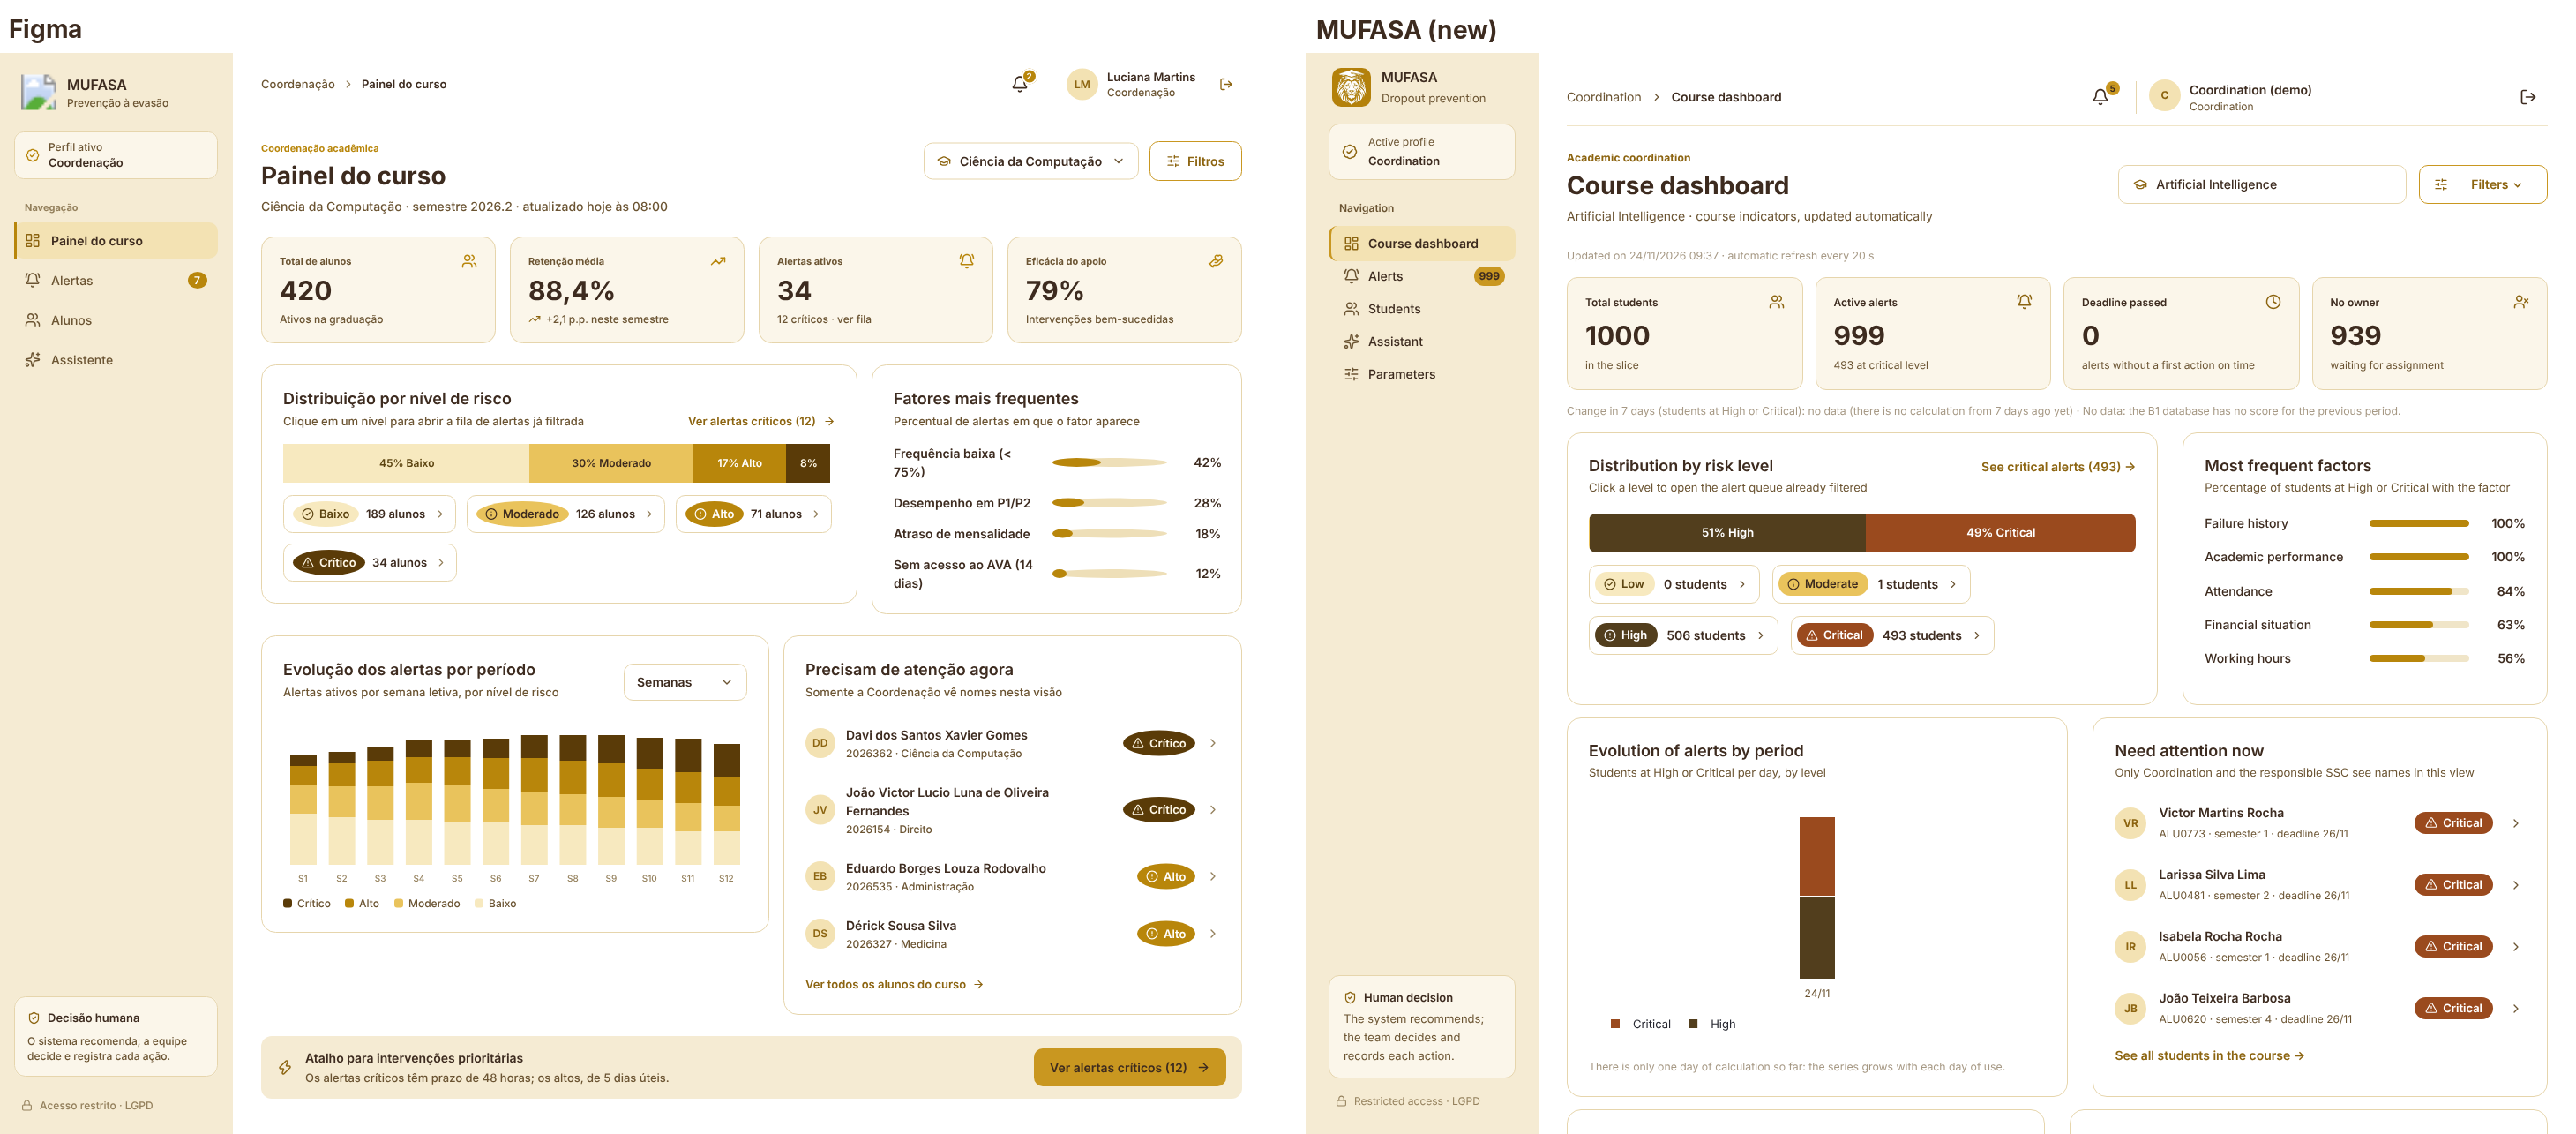 Figma
MUFASA
Prevenção à evasão
Perfil ativo
Coordenação
Navegação
Painel do curso
Alertas 7
Alunos
Assistente
Decisão humana
O sistema recomenda; a equipe
decide e registra cada ação.
Acesso restrito · LGPD
Coordenação > Painel do curso
2
LM
Luciana Martins
Coordenação
Coordenação acadêmica
Painel do curso
Ciência da Computação · semestre 2026.2 · atualizado hoje às 08:00
Ciência da Computação
Filtros
Total de alunos
420
Ativos na graduação
Retenção média
88,4%
+2,1 p.p. neste semestre
Alertas ativos
34
12 críticos · ver fila
Eficácia do apoio
79%
Intervenções bem-sucedidas
Distribuição por nível de risco
Clique em um nível para abrir a fila de alertas já filtrada
Ver alertas críticos (12) →
45% Baixo 30% Moderado 17% Alto 8%
Baixo 189 alunos >
Moderado 126 alunos >
Alto 71 alunos >
Crítico 34 alunos >
Fatores mais frequentes
Percentual de alertas em que o fator aparece
Frequência baixa (<
75%)
42%
Desempenho em P1/P2 28%
Atraso de mensalidade 18%
Sem acesso ao AVA (14
dias)
12%
Evolução dos alertas por período
Alertas ativos por semana letiva, por nível de risco
Semanas
S1 S2 S3 S4 S5 S6 S7 S8 S9 S10 S11 S12
Crítico Alto Moderado Baixo
Precisam de atenção agora
Somente a Coordenação vê nomes nesta visão
DD
Davi dos Santos Xavier Gomes
2026362 · Ciência da Computação
Crítico >
JV
João Victor Lucio Luna de Oliveira
Fernandes
2026154 · Direito
Crítico >
EB
Eduardo Borges Louza Rodovalho
2026535 · Administração
Alto >
DS
Dérick Sousa Silva
2026327 · Medicina
Alto >
Ver todos os alunos do curso →
Atalho para intervenções prioritárias
Os alertas críticos têm prazo de 48 horas; os altos, de 5 dias úteis.
Ver alertas críticos (12) →
MUFASA (new)
MUFASA
Dropout prevention
Active profile
Coordination
Navigation
Course dashboard
Alerts 999
Students
Assistant
Parameters
Human decision
The system recommends;
the team decides and
records each action.
Restricted access · LGPD
Coordination > Course dashboard
5
C
Coordination (demo)
Coordination
Academic coordination
Course dashboard
Artificial Intelligence · course indicators, updated automatically
Artificial Intelligence
Filters
Updated on 24/11/2026 09:37 · automatic refresh every 20 s
Total students
1000
in the slice
Active alerts
999
493 at critical level
Deadline passed
0
alerts without a first action on time
No owner
939
waiting for assignment
Change in 7 days (students at High or Critical): no data (there is no calculation from 7 days ago yet) · No data: the B1 database has no score for the previous period.
Distribution by risk level
See critical alerts (493) →
Click a level to open the alert queue already filtered
51% High 49% Critical
Low 0 students >
Moderate 1 students >
High 506 students >
Critical 493 students >
Most frequent factors
Percentage of students at High or Critical with the factor
Failure history 100%
Academic performance 100%
Attendance 84%
Financial situation 63%
Working hours 56%
Evolution of alerts by period
Students at High or Critical per day, by level
24/11
Critical High
There is only one day of calculation so far: the series grows with each day of use.
Need attention now
Only Coordination and the responsible SSC see names in this view
VR
Victor Martins Rocha
ALU0773 · semester 1 · deadline 26/11
Critical >
LL
Larissa Silva Lima
ALU0481 · semester 2 · deadline 26/11
Critical >
IR
Isabela Rocha Rocha
ALU0056 · semester 1 · deadline 26/11
Critical >
JB
João Teixeira Barbosa
ALU0620 · semester 4 · deadline 26/11
Critical >
See all students in the course →